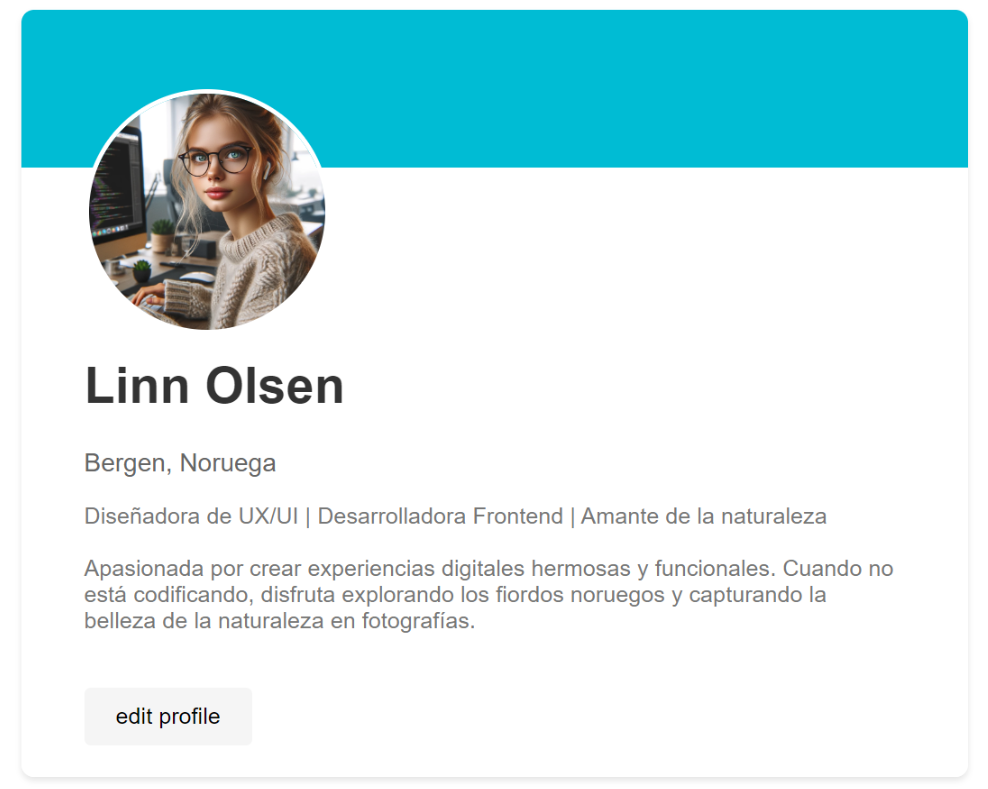 Linn Olsen
Bergen, Noruega
Diseñadora de UX/UI | Desarrolladora Frontend | Amante de la naturaleza
Apasionada por crear experiencias digitales hermosas y funcionales. Cuando no
está codificando, disfruta explorando los fiordos noruegos y capturando la
belleza de la naturaleza en fotografías.
edit profile